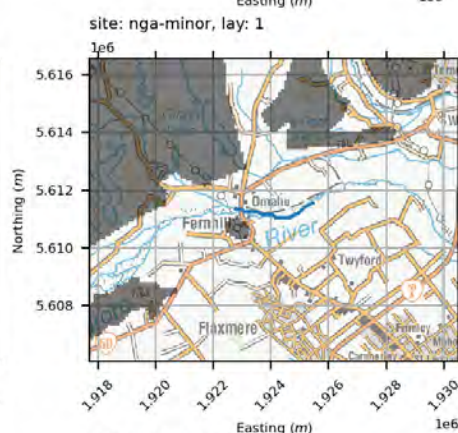 Easting (m)
site: nga-minor, lay: 1
1e6
5.616
5.614
5.612
5.610
5.608
Northing (m)
Omahu
Fernhill
River
Twyford
Flaxmere
Frimley
Camberley
1.918
1.920
1.922
1.924
1.926
1.928
1.930
1e6
Easting (m)